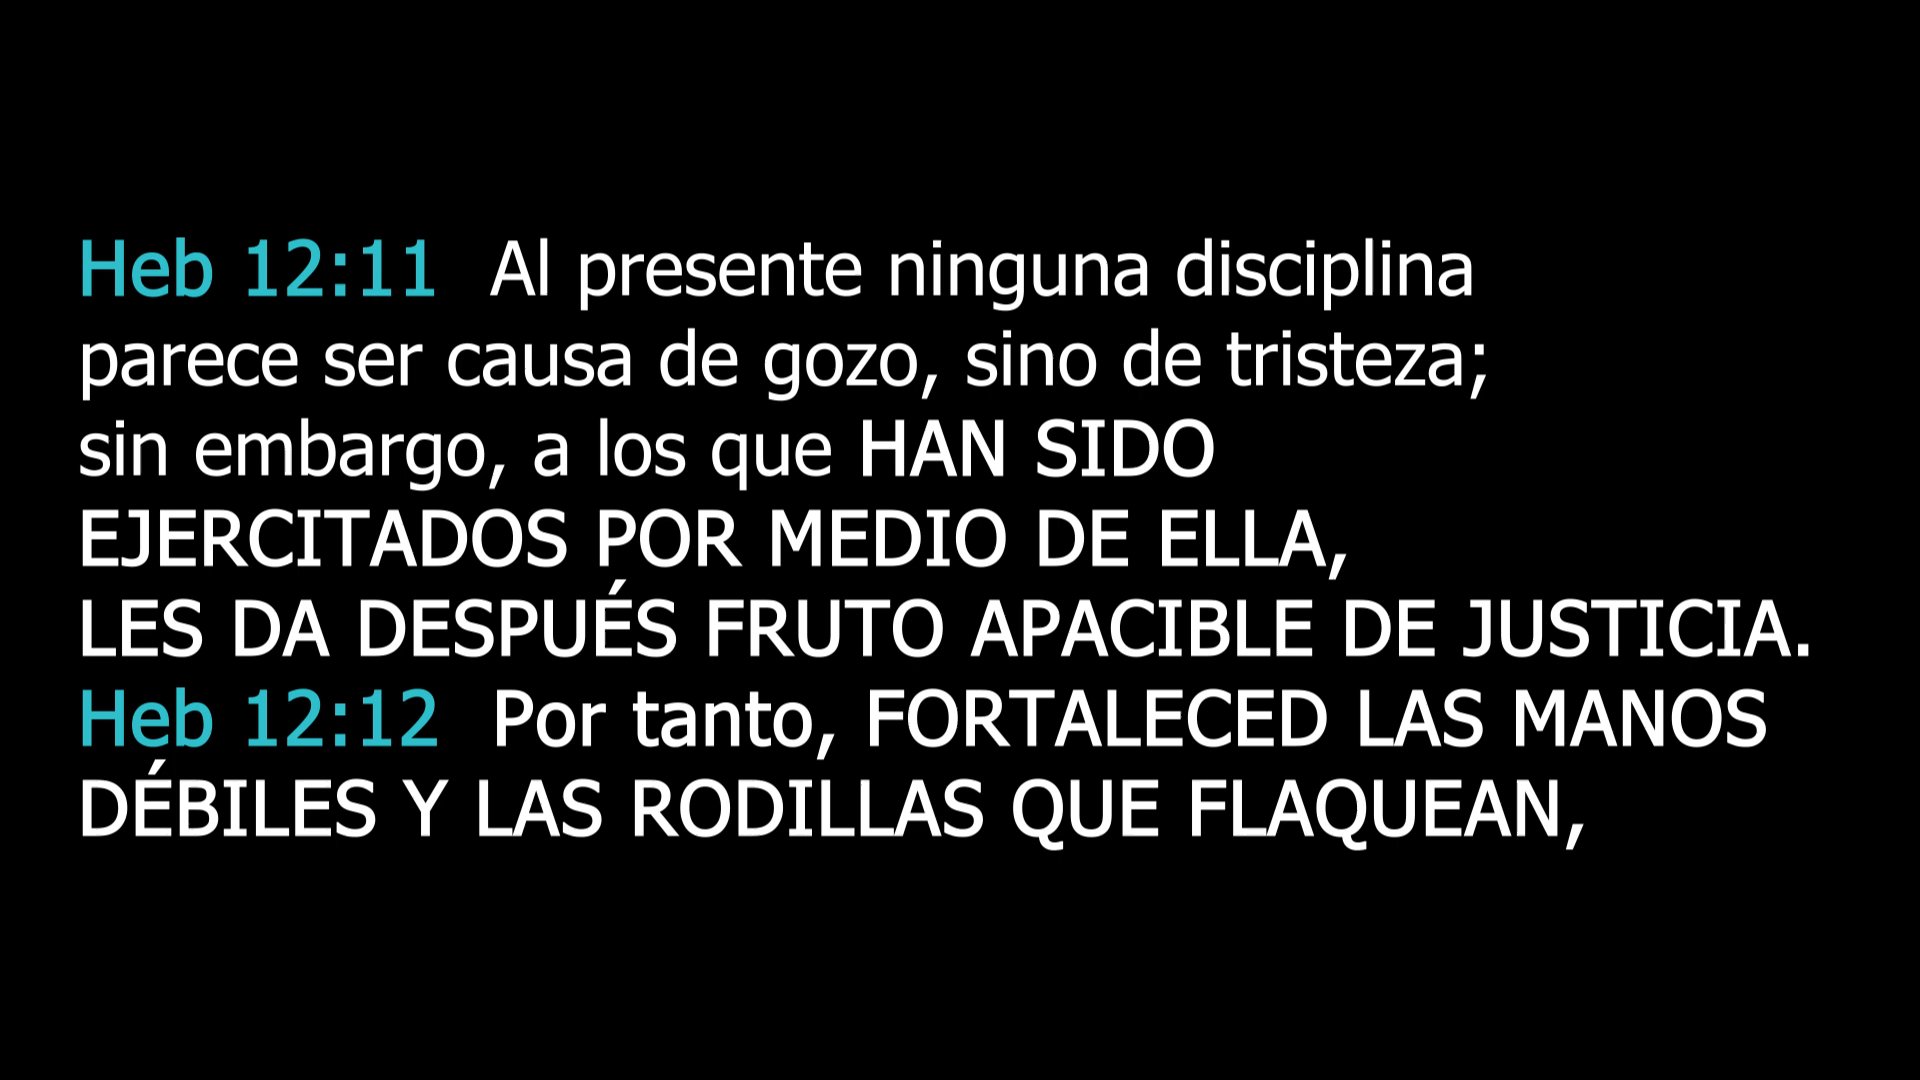 Heb 12:11  Al presente ninguna disciplina
parece ser causa de gozo, sino de tristeza;
sin embargo, a los que HAN SIDO
EJERCITADOS POR MEDIO DE ELLA,
LES DA DESPUÉS FRUTO APACIBLE DE JUSTICIA.
Heb 12:12  Por tanto, FORTALECED LAS MANOS
DÉBILES Y LAS RODILLAS QUE FLAQUEAN,